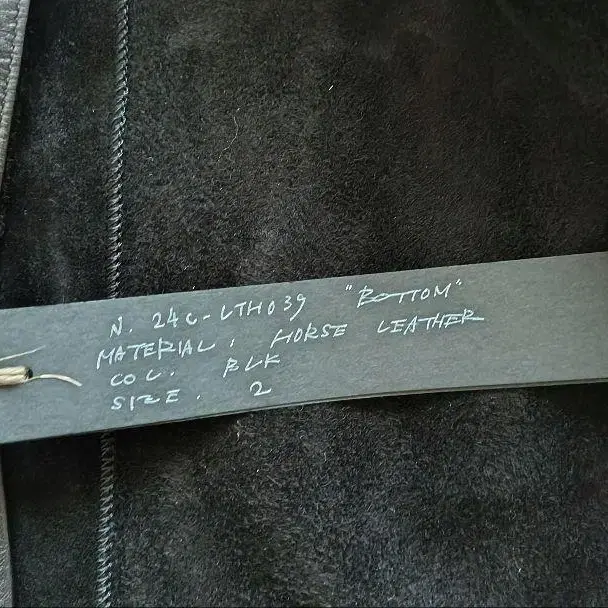 N. 24C-LTH039 "BOTTOM"
MATERIAL. HORSE LEATHER
COL. BLK
SIZE. 2